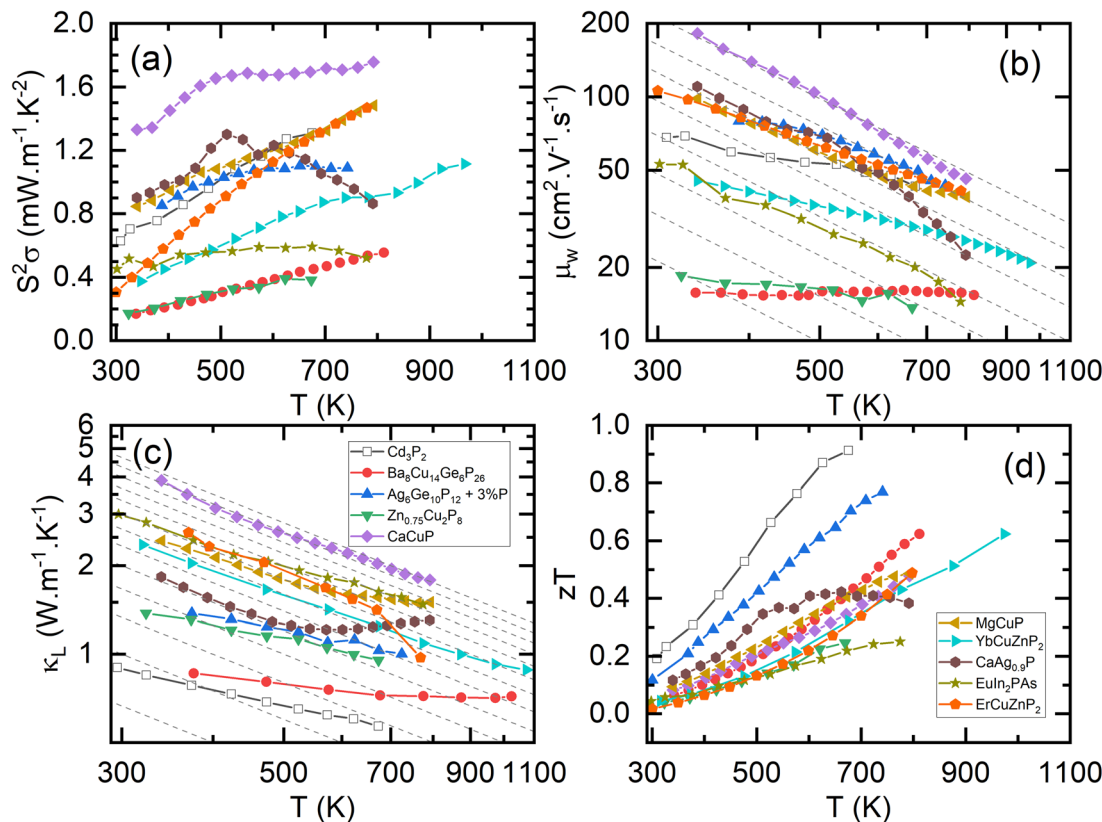 (a)
S²σ (mW.m⁻¹.K⁻²)
2.0
1.6
1.2
0.8
0.4
0.0
300
500
700
900
1100
T (K)
(b)
μw (cm².V⁻¹.s⁻¹)
200
100
50
20
10
300
500
700
900
1100
T (K)
(c)
κL (W.m⁻¹.K⁻¹)
6
5
4
3
2
1
300
500
700
900
1100
T (K)
Cd₃P₂
Ba₈Cu₁₄Ge₆P₂₆
Ag₆Ge₁₀P₁₂ + 3%P
Zn₀.₇₅Cu₂P₈
CaCuP
(d)
zT
1.0
0.8
0.6
0.4
0.2
0.0
300
500
700
900
1100
T (K)
MgCuP
YbCuZnP₂
CaAg₀.₉P
EuIn₂PAs
ErCuZnP₂